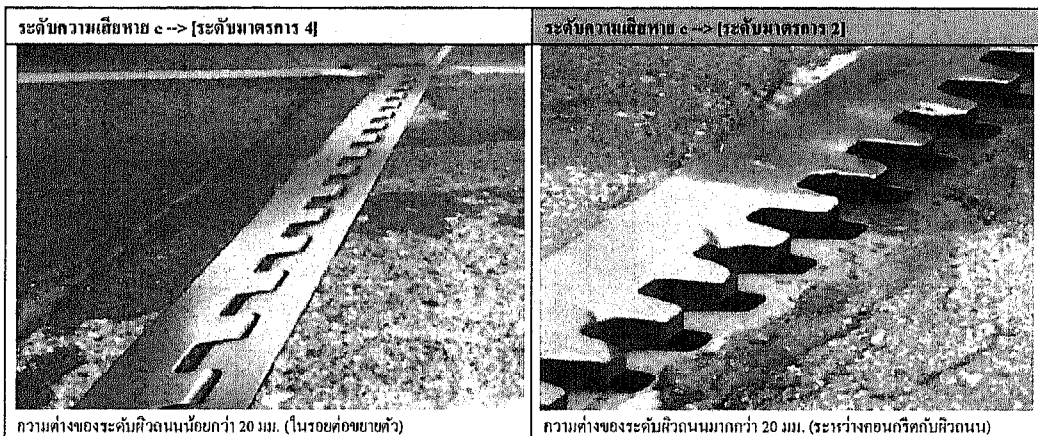 ระดับความเสียหาย c --> [ระดับมาตรการ 4]
ระดับความเสียหาย c --> [ระดับมาตรการ 2]
ความต่างของระดับผิวถนนน้อยกว่า 20 มม. (ในรอยต่อขยายตัว)
ความต่างของระดับผิวถนนมากกว่า 20 มม. (ระหว่างคอนกรีตกับผิวถนน)